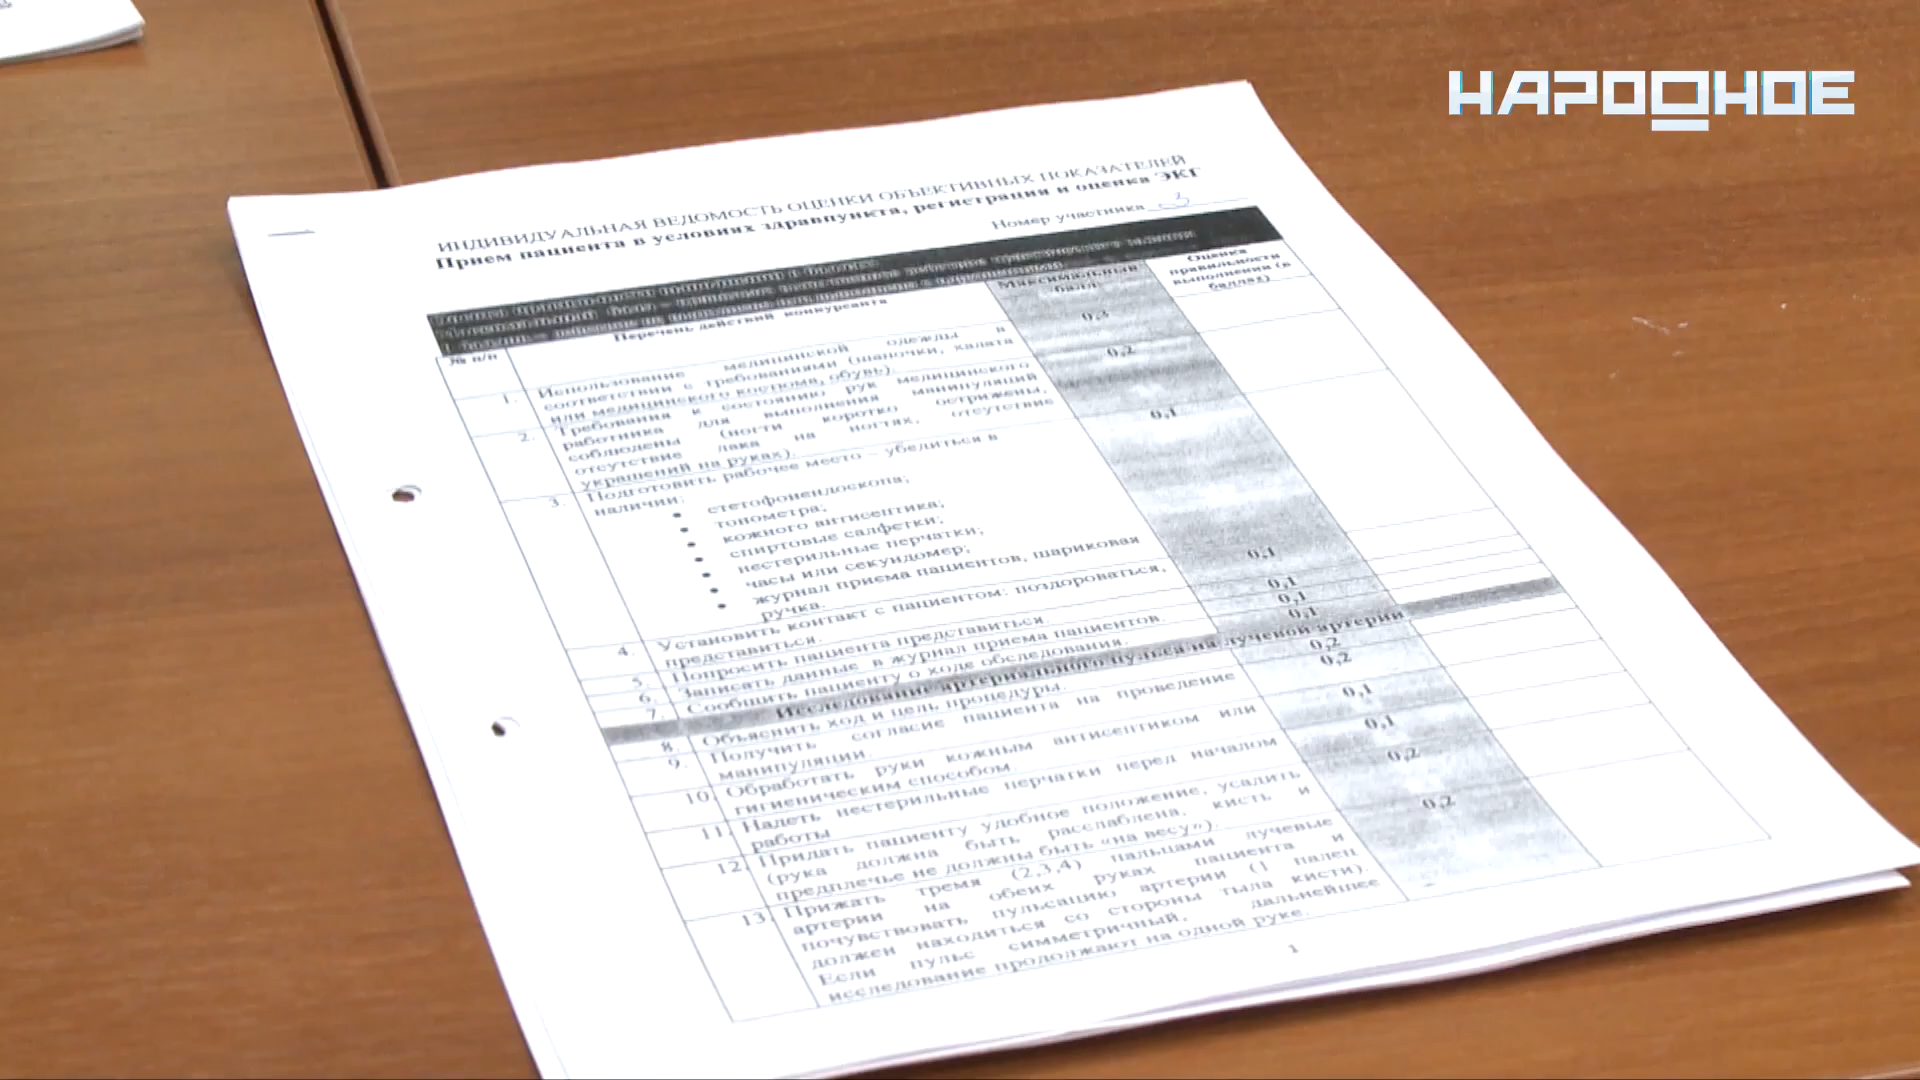 НАРОДНОЕ
ИНДИВИДУАЛЬНАЯ ВЕДОМОСТЬ ОЦЕНКИ ОБЪЕКТИВНЫХ ПОКАЗАТЕЛЕЙ
Прием пациента в условиях здравпункта, регистрация и оценка ЭКГ
Номер участника 3
№ п/п
Перечень действий конкурсанта
Максимальный
балл
Оценка
правильности
выполнения (в
баллах)
1. Использование медицинской одежды в
соответствии с требованиями (шапочки, халата
или медицинского костюма, обувь).
0,3
2. Требования к состоянию рук медицинского
работника для выполнения манипуляций
соблюдены (ногти коротко острижены,
отсутствие лака на ногтях, отсутствие
украшений на руках).
0,2
3. Подготовить рабочее место – убедиться в
наличии:
0,1
• стетофонендоскопа;
• тонометра;
• кожного антисептика;
• спиртовые салфетки;
• нестерильные перчатки;
• часы или секундомер;
• журнал приема пациентов, шариковая
ручка.
4. Установить контакт с пациентом: поздороваться,
представиться.
0,1
5. Попросить пациента представиться.
0,1
6. Записать данные в журнал приема пациентов.
0,1
7. Сообщить пациенту о ходе обследования.
0,1
Исследование артериального пульса на лучевой артерии
8. Объяснить ход и цель процедуры.
0,2
9. Получить согласие пациента на проведение
манипуляции.
0,2
10. Обработать руки кожным антисептиком или
гигиеническим способом.
0,1
11. Надеть нестерильные перчатки перед началом
работы
0,1
12. Придать пациенту удобное положение, усадить
(рука должна быть расслаблена, кисть и
предплечье не должны быть «на весу»).
0,2
13. Прижать тремя (2,3,4) пальцами лучевые
артерии на обеих руках пациента и
почувствовать пульсацию артерии (1 палец
должен находиться со стороны тыла кисти).
Если пульс симметричный, дальнейшее
исследование продолжают на одной руке.
0,2
1